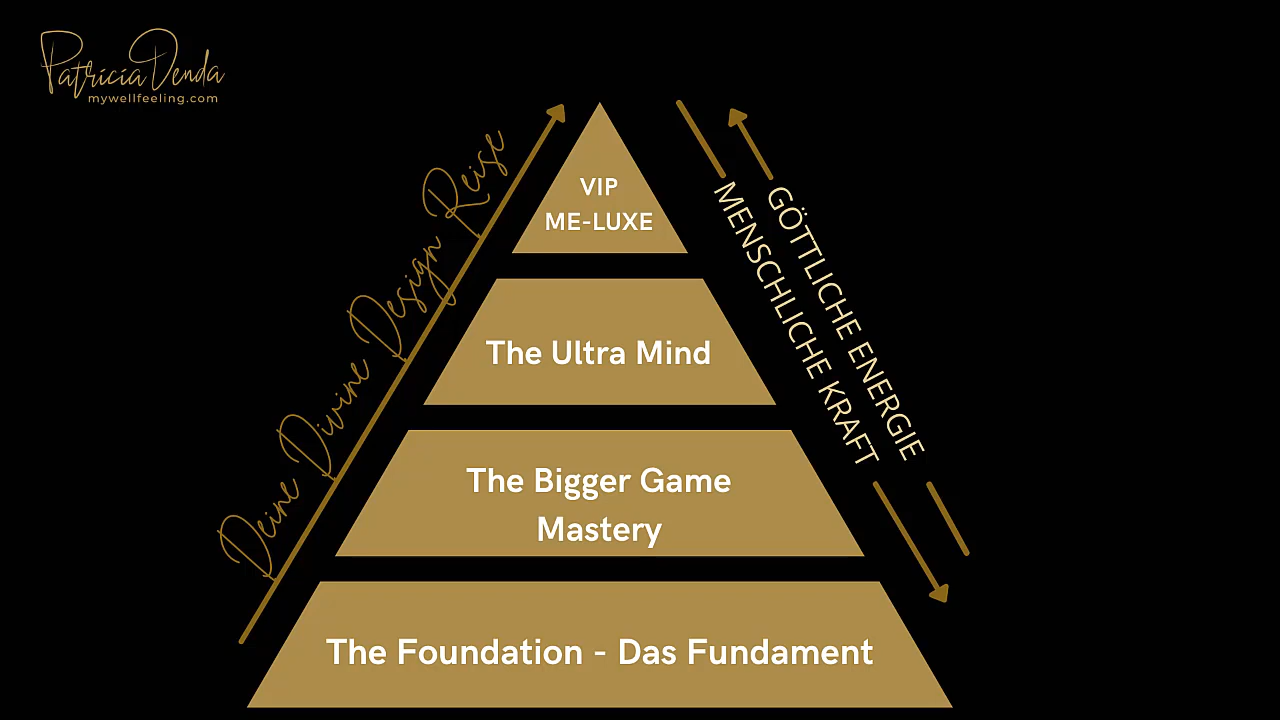 Patricia Denda
mywellfeeling.com
Deine Divine Design Reise
VIP
ME-LUXE
The Ultra Mind
The Bigger Game
Mastery
The Foundation - Das Fundament
MENSCHLICHE KRAFT
GÖTTLICHE ENERGIE